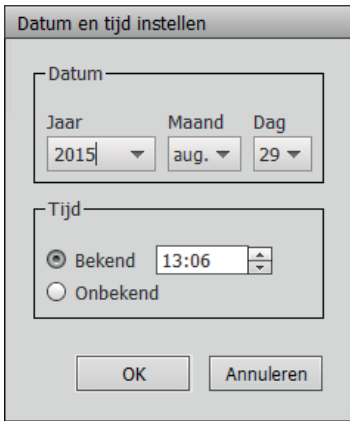 Datum en tijd instellen
Datum
Jaar Maand Dag
2015 aug. 29
Tijd
Bekend 13:06
Onbekend
OK Annuleren